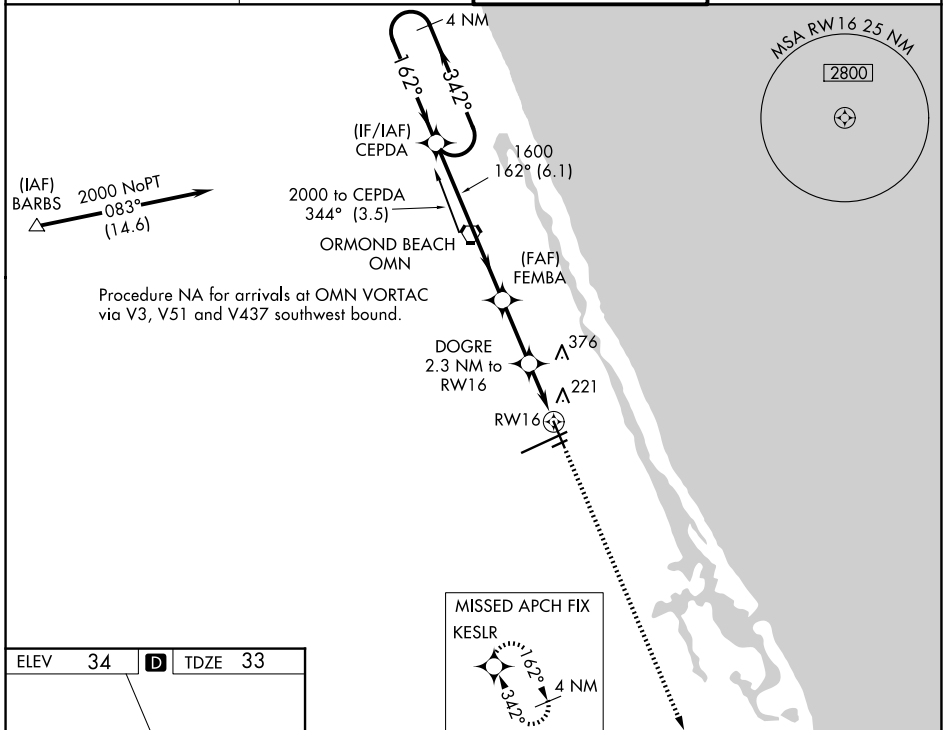 4 NM
162°
342°
MSA RW16 25 NM
2800
(IF/IAF)
CEPDA
1600
162° (6.1)
(IAF)
BARBS
2000 NoPT
083°
(14.6)
2000 to CEPDA
344° (3.5)
ORMOND BEACH
OMN
(FAF)
FEMBA
Procedure NA for arrivals at OMN VORTAC
via V3, V51 and V437 southwest bound.
DOGRE
2.3 NM to
RW16
376
221
RW16
MISSED APCH FIX
KESLR
162°
342°
4 NM
ELEV 34 D TDZE 33